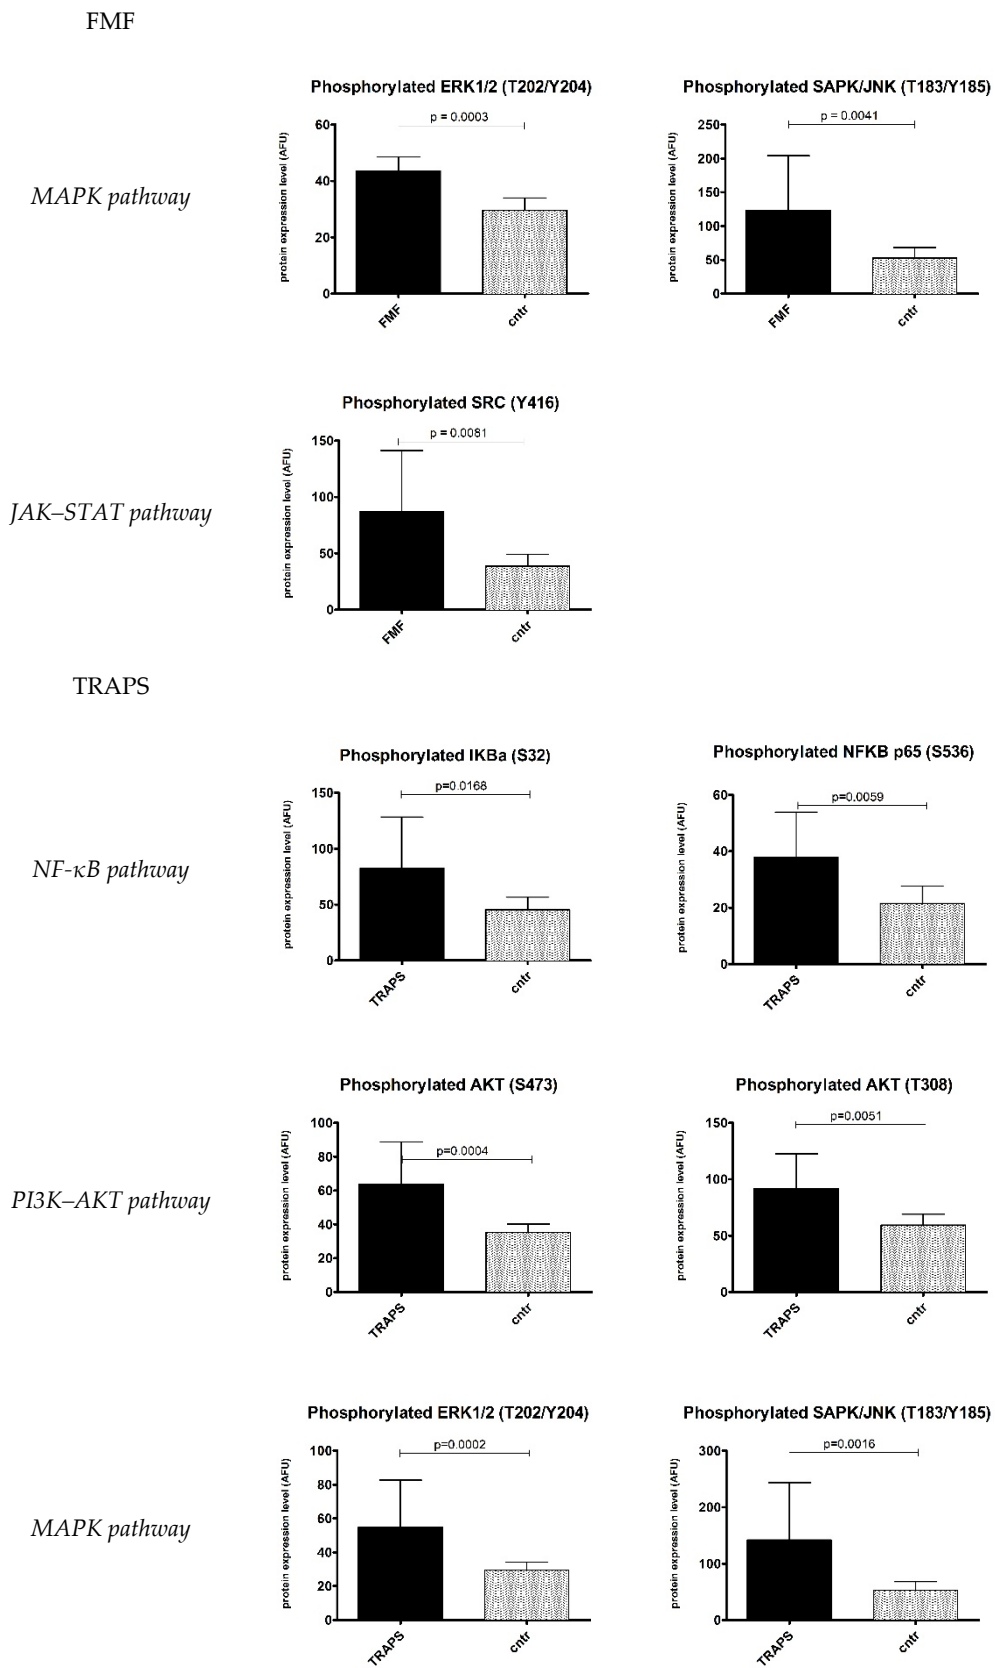 FMF
MAPK pathway
Phosphorylated ERK1/2 (T202/Y204)
protein expression level (AFU)
60
40
20
0
p = 0.0003
FMF
cntr
Phosphorylated SAPK/JNK (T183/Y185)
protein expression level (AFU)
250
200
150
100
50
0
p = 0.0041
FMF
cntr
JAK–STAT pathway
Phosphorylated SRC (Y416)
protein expression level (AFU)
150
100
50
0
p = 0.0081
FMF
cntr
TRAPS
NF-κB pathway
Phosphorylated IKBa (S32)
protein expression level (AFU)
150
100
50
0
p=0.0168
TRAPS
cntr
Phosphorylated NFKB p65 (S536)
protein expression level (AFU)
60
40
20
0
p=0.0059
TRAPS
cntr
PI3K–AKT pathway
Phosphorylated AKT (S473)
protein expression level (AFU)
100
80
60
40
20
0
p=0.0004
TRAPS
cntr
Phosphorylated AKT (T308)
protein expression level (AFU)
150
100
50
0
p=0.0051
TRAPS
cntr
MAPK pathway
Phosphorylated ERK1/2 (T202/Y204)
protein expression level (AFU)
100
80
60
40
20
0
p=0.0002
TRAPS
cntr
Phosphorylated SAPK/JNK (T183/Y185)
protein expression level (AFU)
300
200
100
0
p=0.0016
TRAPS
cntr